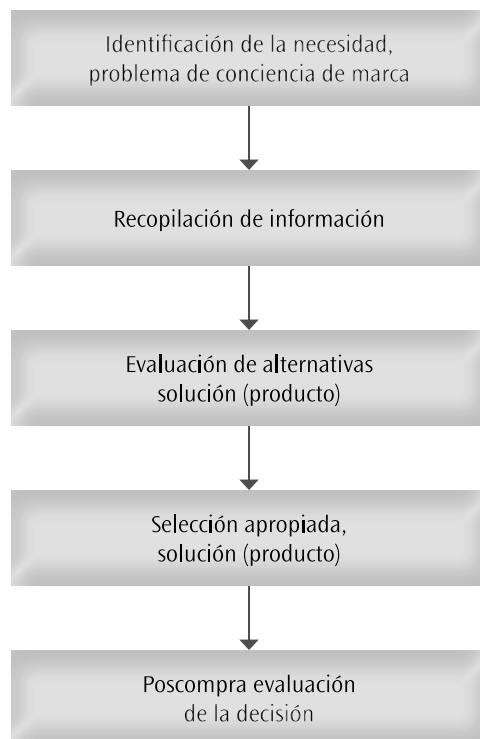 Identificación de la necesidad,
problema de conciencia de marca
Recopilación de información
Evaluación de alternativas
solución (producto)
Selección apropiada,
solución (producto)
Poscompra evaluación
de la decisión